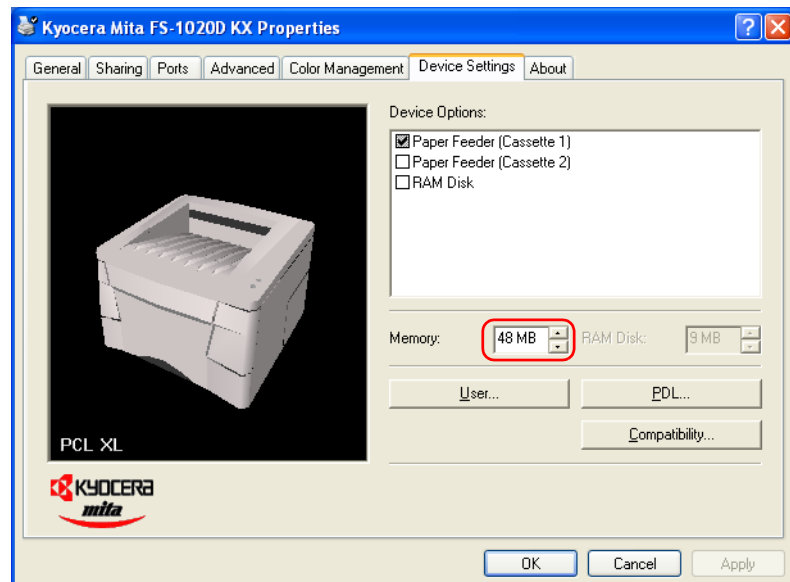 Kyocera Mita FS-1020D KX Properties
General Sharing Ports Advanced Color Management Device Settings About
Device Options:
Paper Feeder (Cassette 1)
Paper Feeder (Cassette 2)
RAM Disk
Memory: 48 MB RAM Disk: 9 MB
User... PDL...
Compatibility...
PCL XL
KYOCERA
mita
OK Cancel Apply